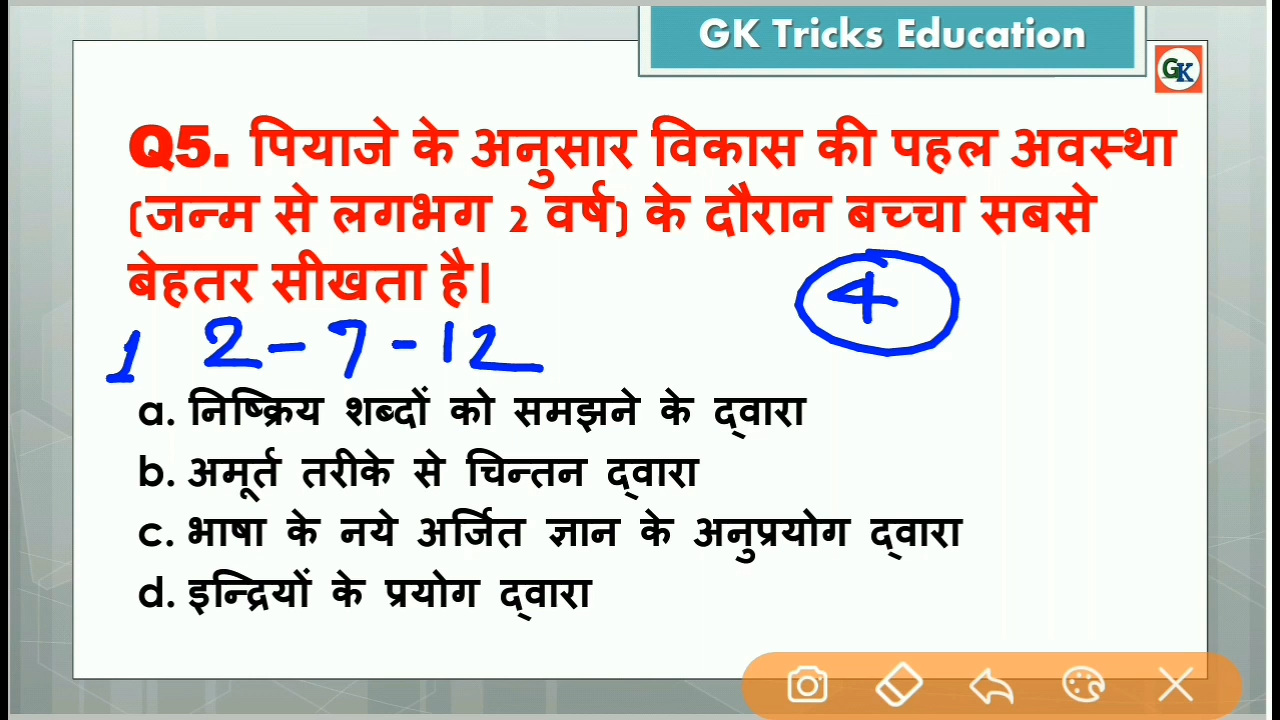 GK Tricks Education
GK
Q5. पियाजे के अनुसार विकास की पहल अवस्था
(जन्म से लगभग 2 वर्ष) के दौरान बच्चा सबसे
बेहतर सीखता है।
4
1 2-7-12
a. निष्क्रिय शब्दों को समझने के द्वारा
b. अमूर्त तरीके से चिन्तन द्वारा
c. भाषा के नये अर्जित ज्ञान के अनुप्रयोग द्वारा
d. इन्द्रियों के प्रयोग द्वारा